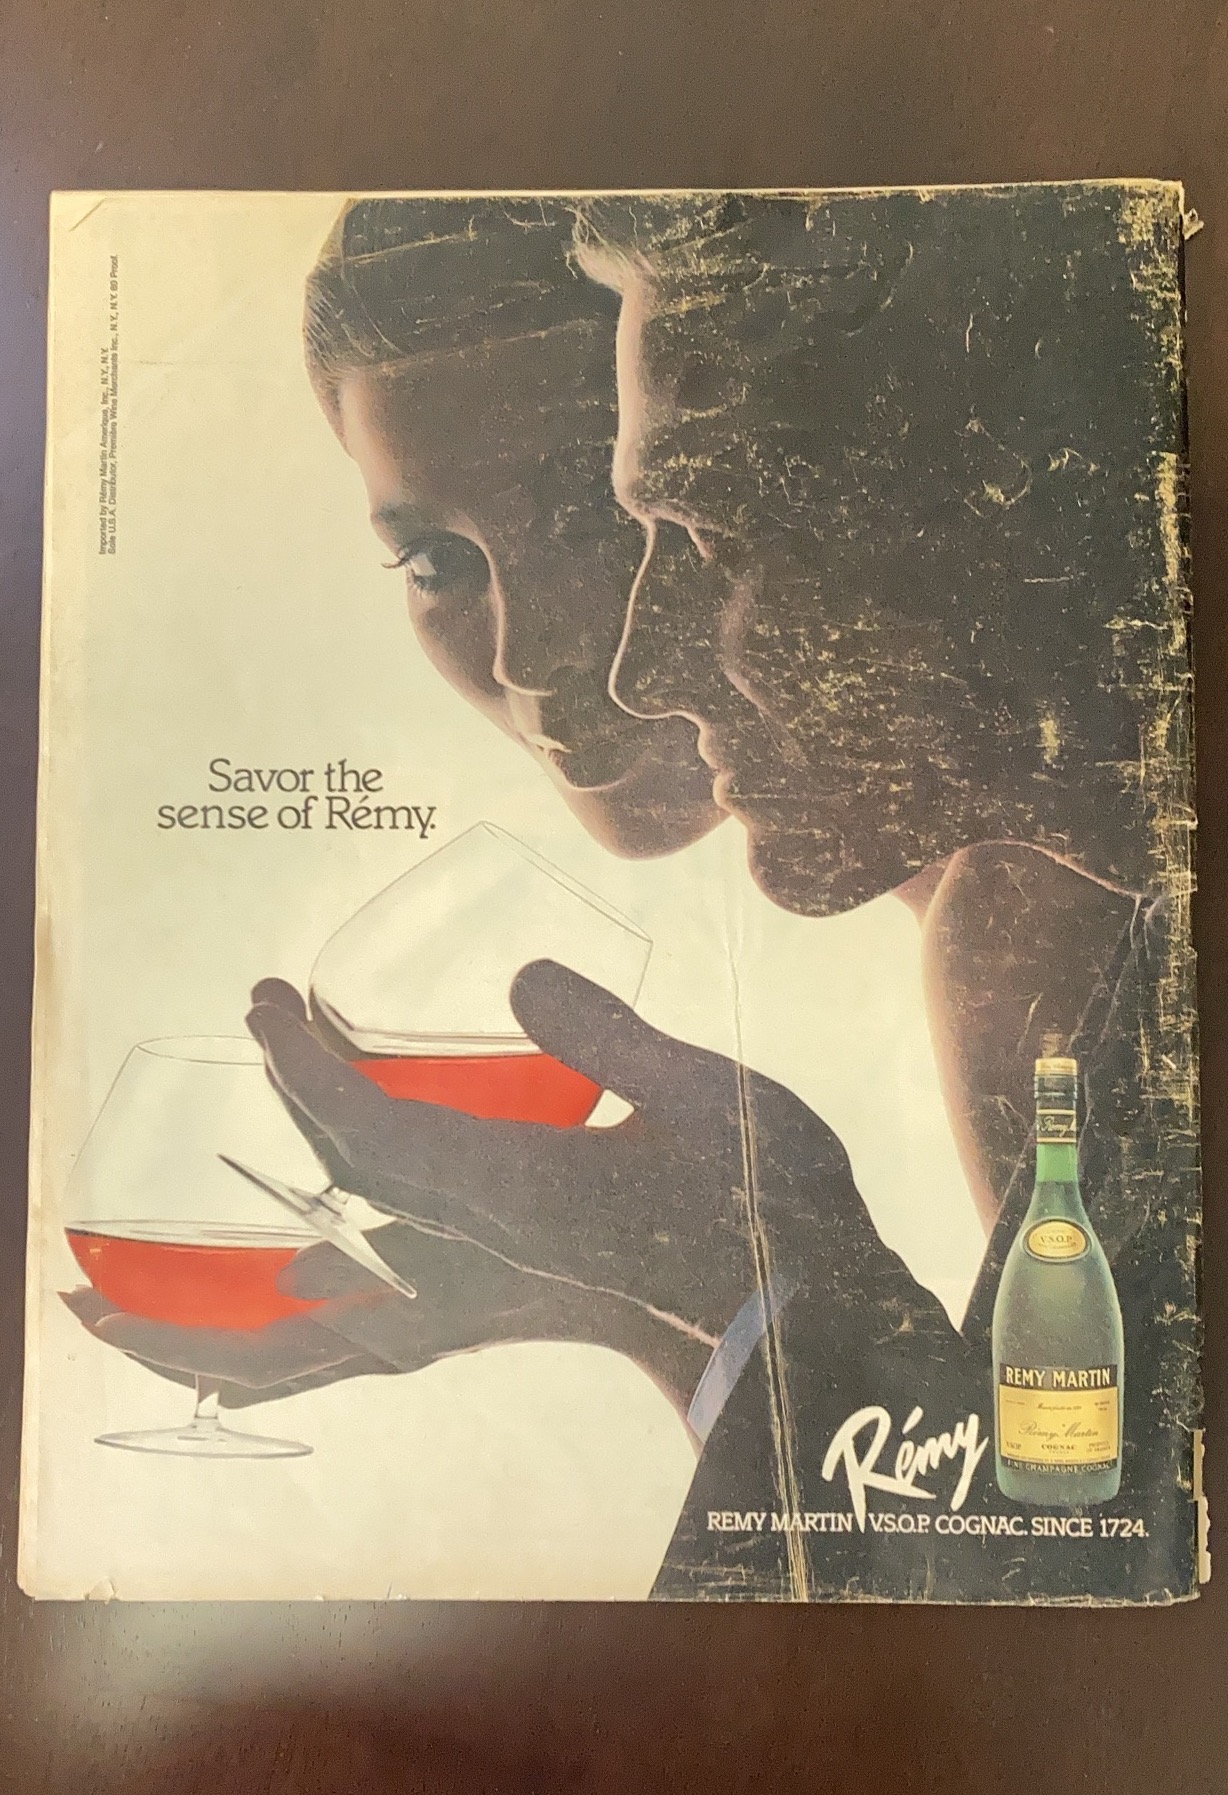 Imported by Rémy Martin Amerique, Inc., N.Y., N.Y.
Sole U.S.A. Distributor, Première Wine Merchants Inc., N.Y., N.Y. 80 Proof.
Savor the
sense of Rémy.
V.S.O.P.
REMY MARTIN
Rémy Martin
COGNAC
FINE CHAMPAGNE COGNAC
Rémy
REMY MARTIN V.S.O.P. COGNAC. SINCE 1724.